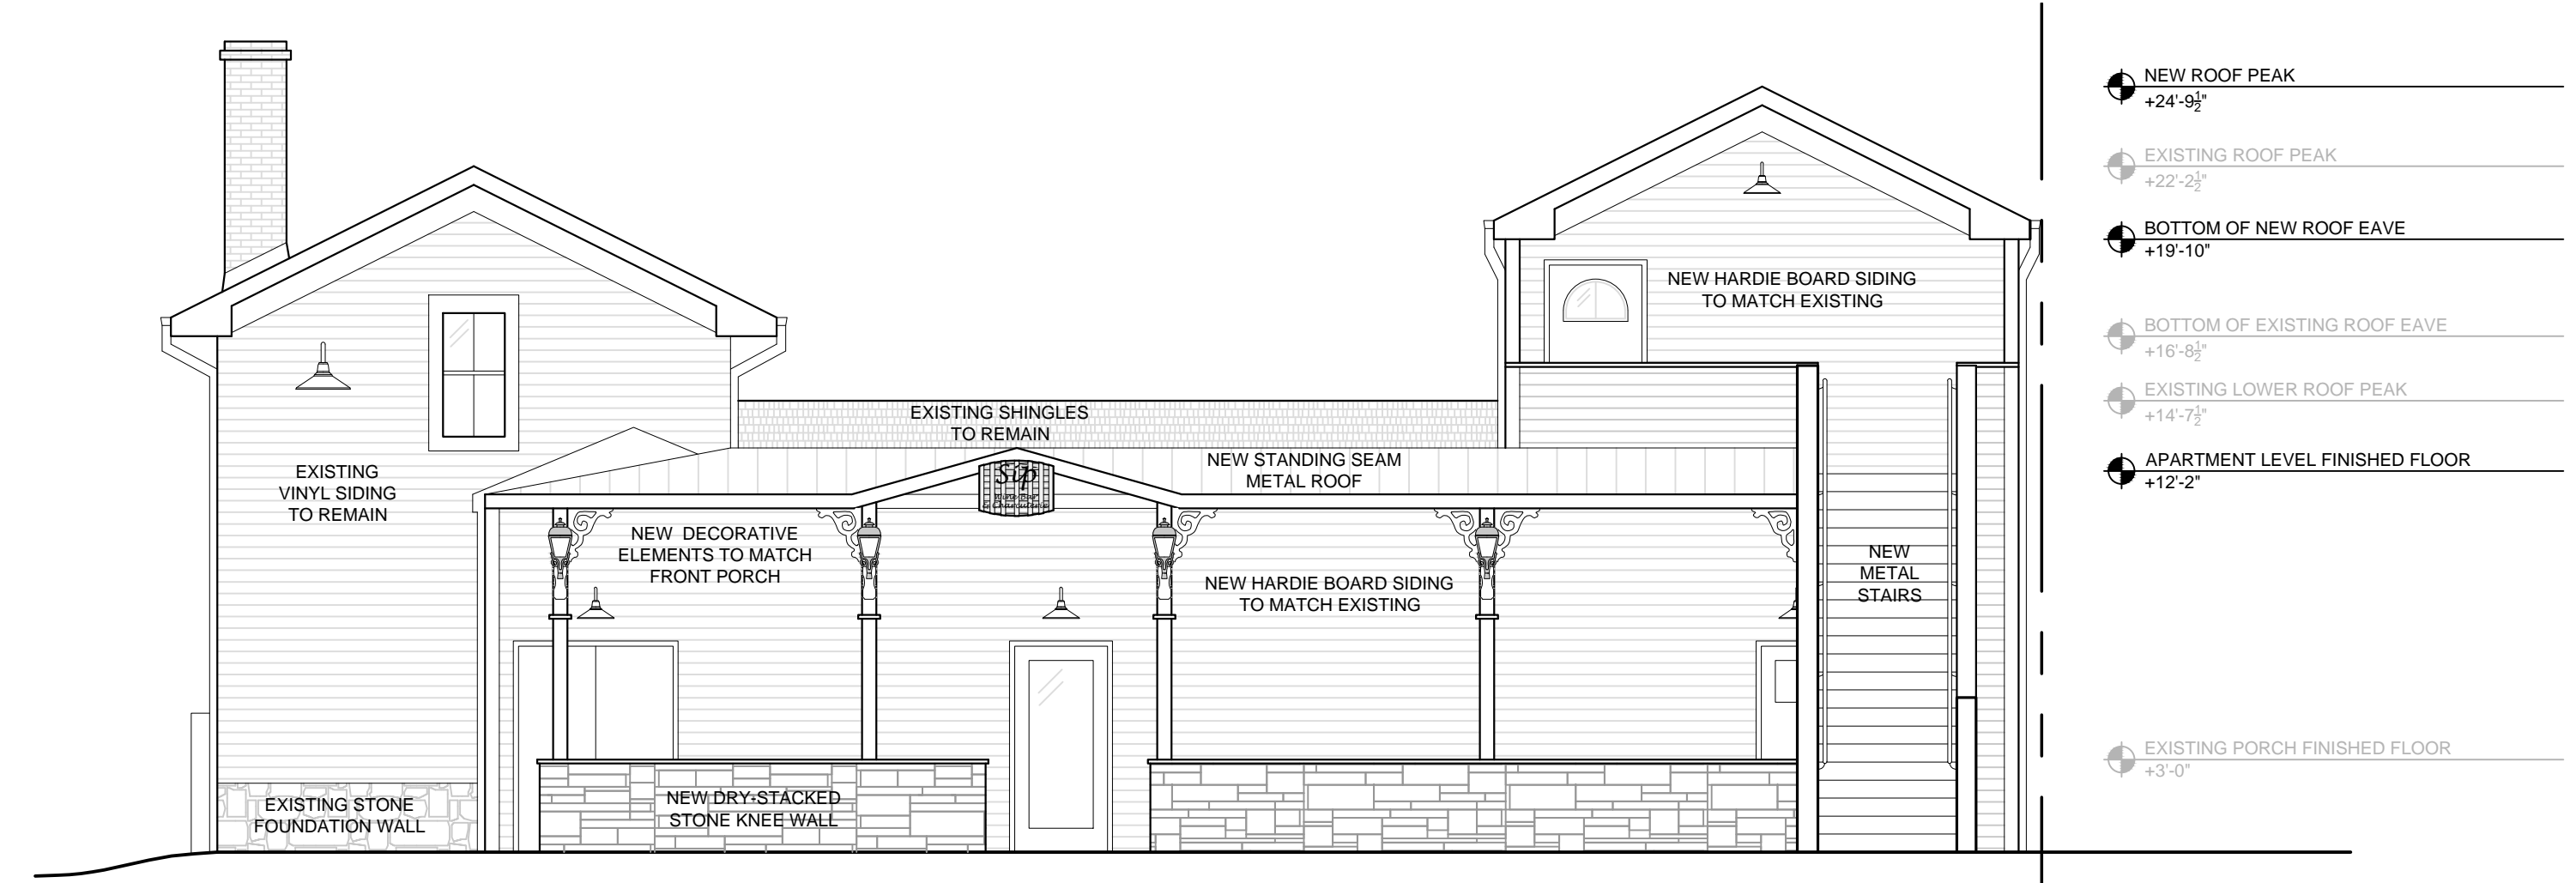 NEW ROOF PEAK
+24'-9½"
EXISTING ROOF PEAK
+22'-2½"
BOTTOM OF NEW ROOF EAVE
+19'-10"
BOTTOM OF EXISTING ROOF EAVE
+16'-8½"
EXISTING LOWER ROOF PEAK
+14'-7½"
APARTMENT LEVEL FINISHED FLOOR
+12'-2"
EXISTING PORCH FINISHED FLOOR
+3'-0"
NEW HARDIE BOARD SIDING
TO MATCH EXISTING
EXISTING SHINGLES
TO REMAIN
NEW STANDING SEAM
METAL ROOF
Sip
EXISTING
VINYL SIDING
TO REMAIN
NEW DECORATIVE
ELEMENTS TO MATCH
FRONT PORCH
NEW HARDIE BOARD SIDING
TO MATCH EXISTING
NEW
METAL
STAIRS
EXISTING STONE
FOUNDATION WALL
NEW DRY-STACKED
STONE KNEE WALL